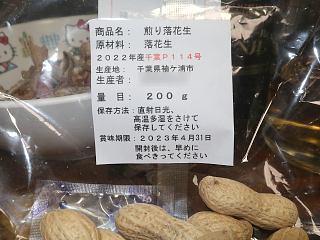 商品名： 煎り落花生
原材料： 落花生
２０２２年産千葉Ｐ１１４号
生産地： 千葉県袖ケ浦市
生産者：
量 目：２００ｇ
保存方法：直射日光、
高温多湿をさけて
保存してください
賞味期限：２０２３年４月３１日
開封後は、早めに
食べきってください